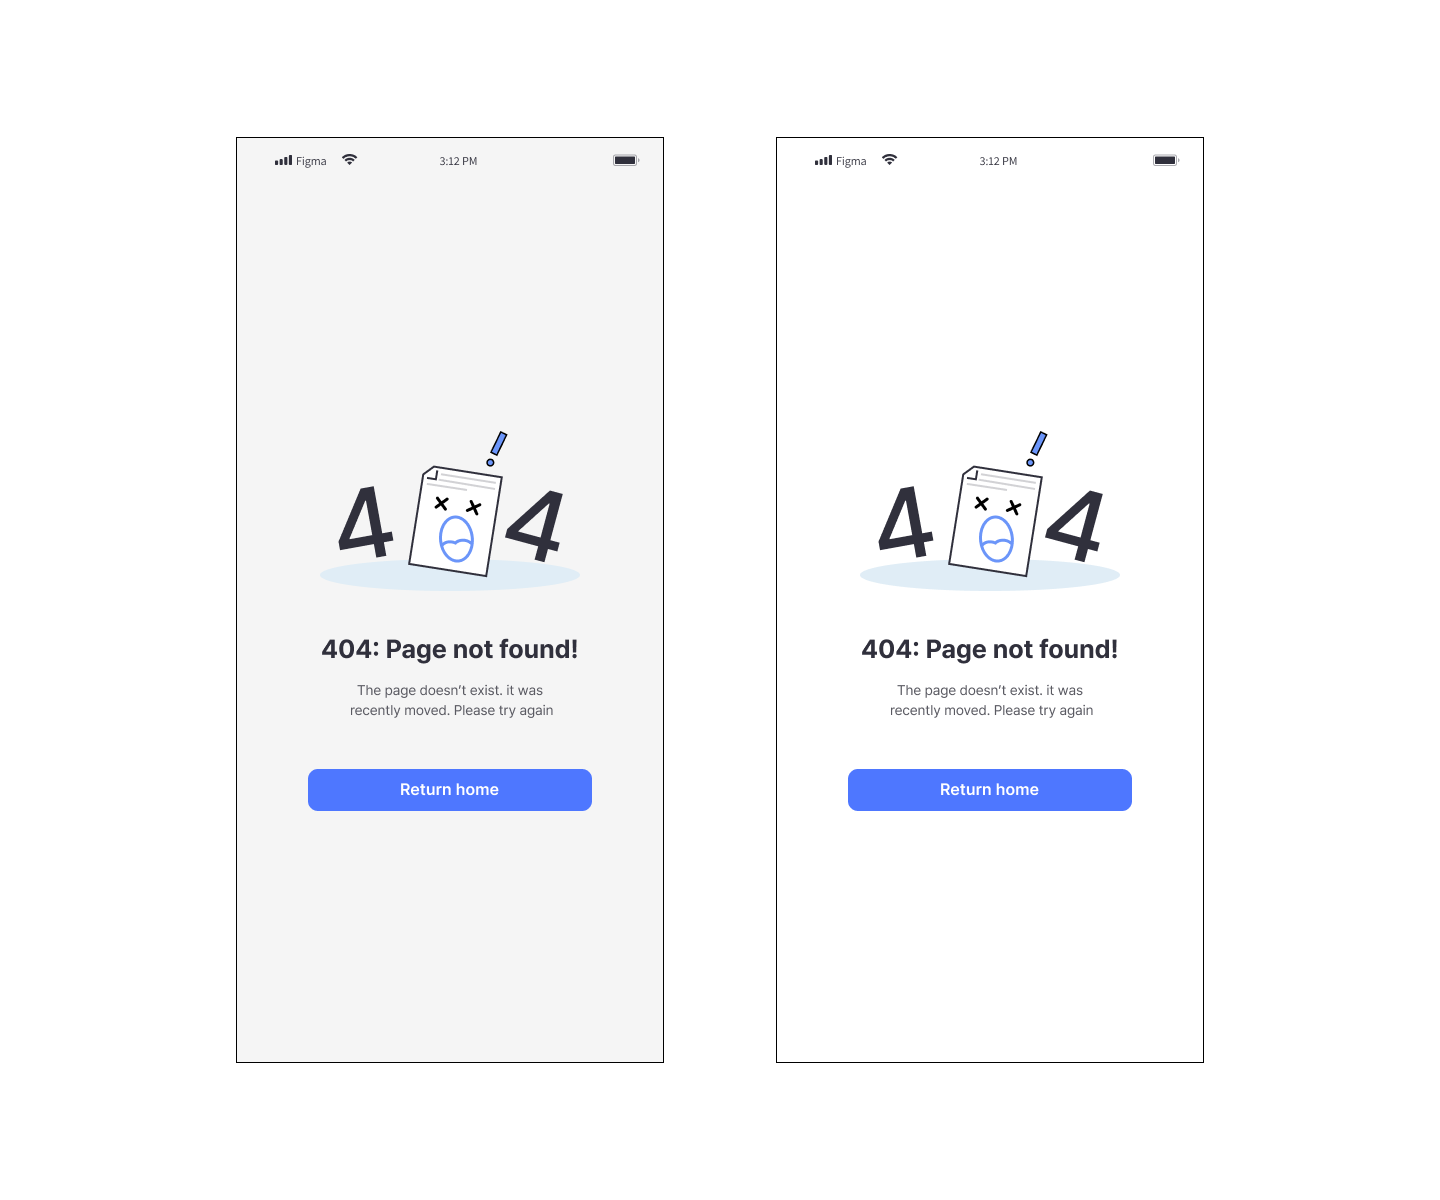 Figma 3:12 PM
4 4
404: Page not found!
The page doesn’t exist. it was
recently moved. Please try again
Return home
Figma 3:12 PM
4 4
404: Page not found!
The page doesn’t exist. it was
recently moved. Please try again
Return home